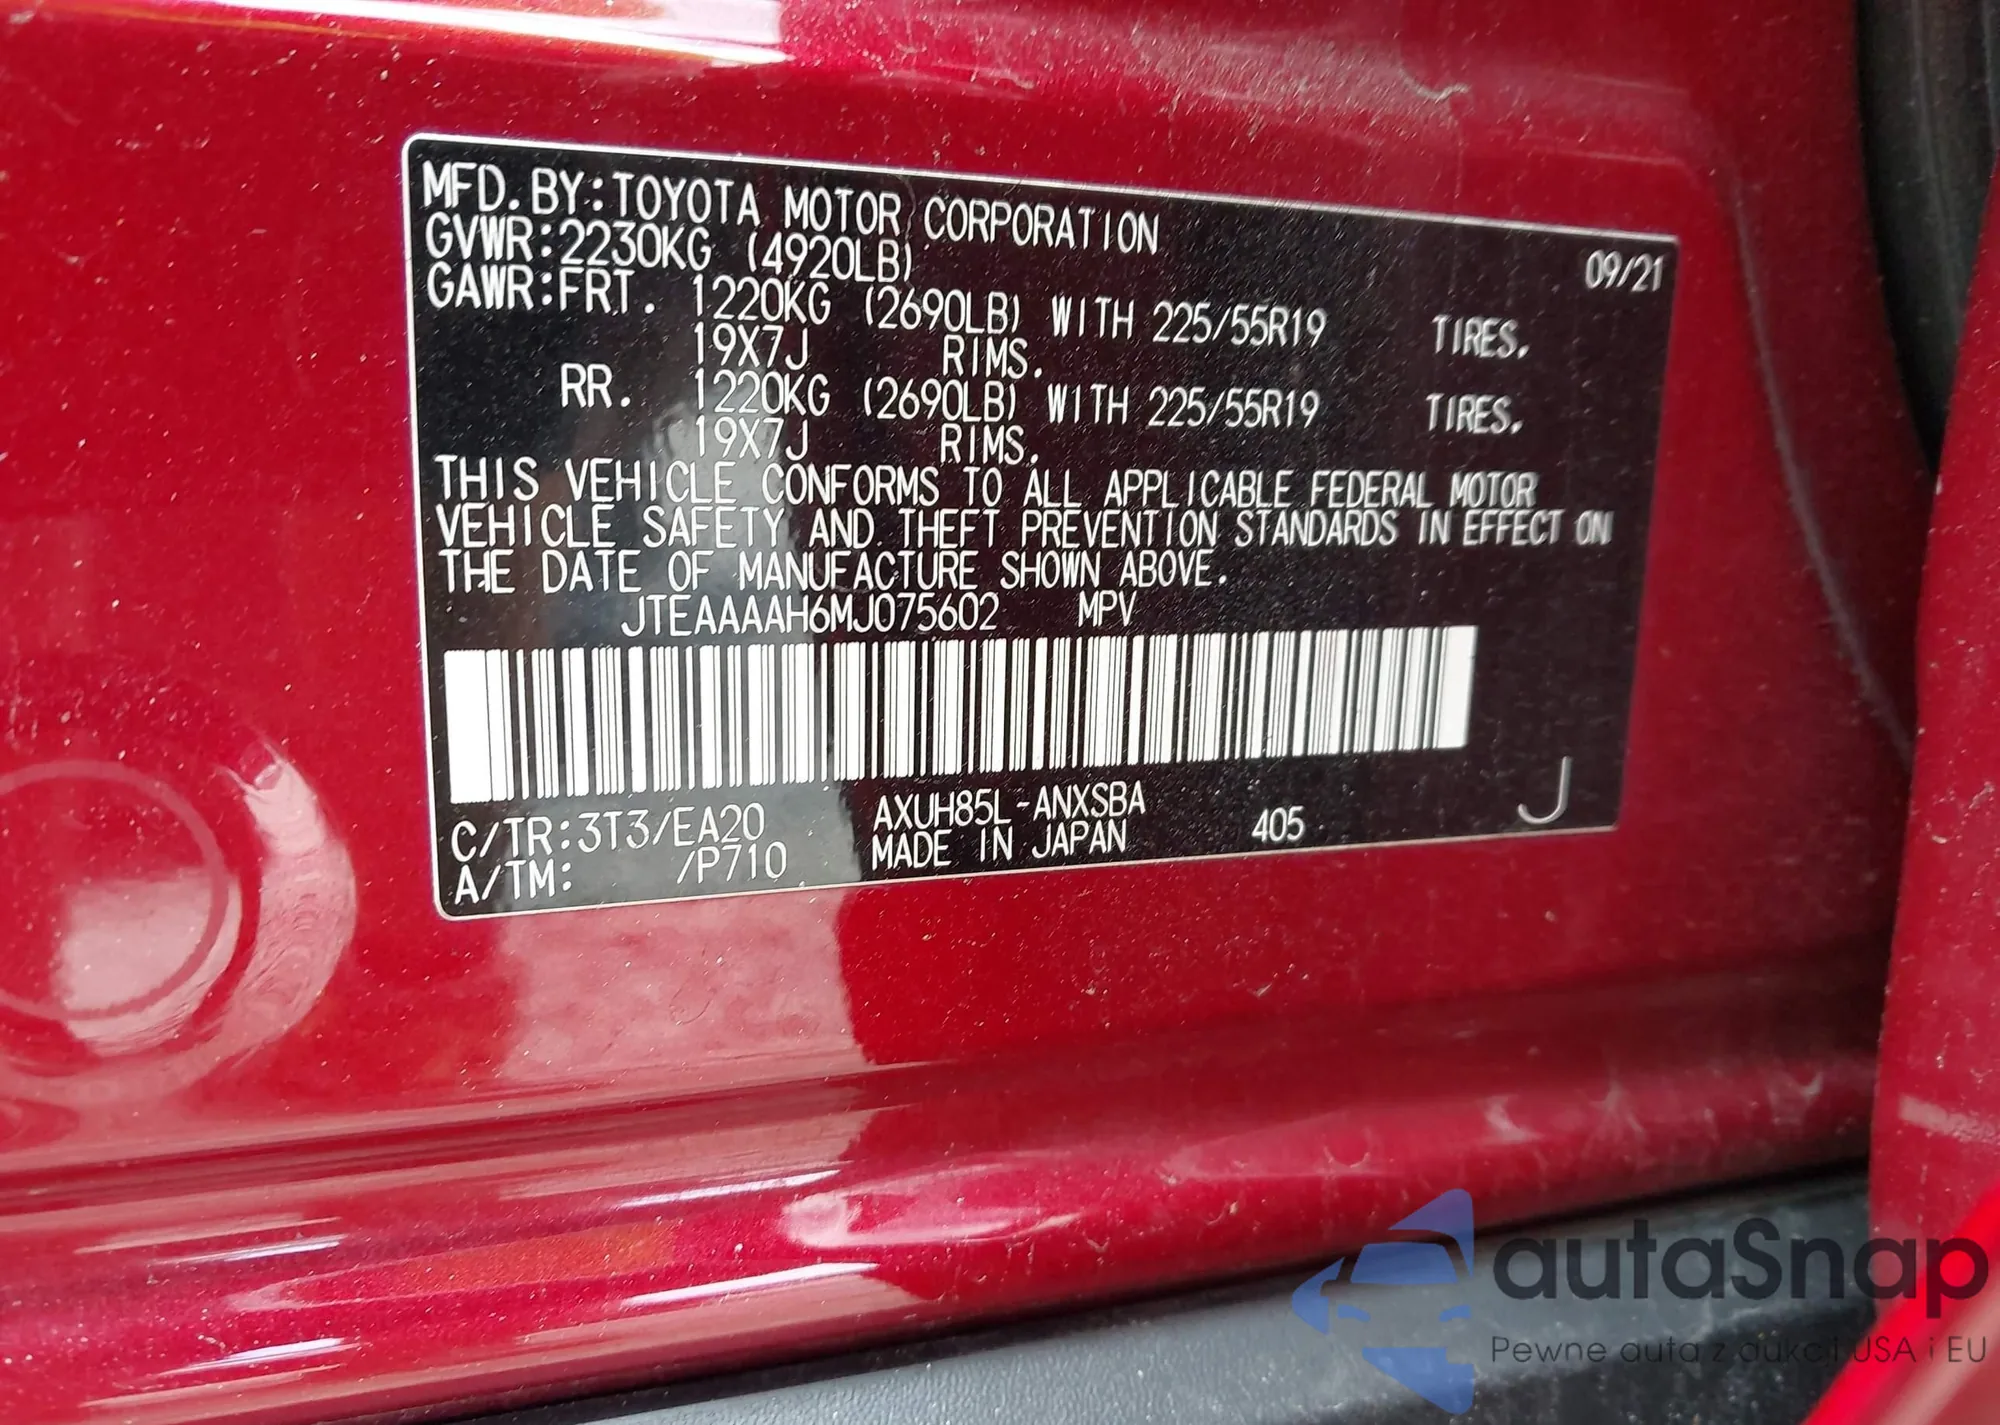 MFD. BY: TOYOTA MOTOR CORPORATION 09/21
GVWR: 2230KG (4920LB)
GAWR: FRT. 1220KG (2690LB) WITH 225/55R19 TIRES.
19X7J RIMS.
RR. 1220KG (2690LB) WITH 225/55R19 TIRES.
19X7J RIMS.
THIS VEHICLE CONFORMS TO ALL APPLICABLE FEDERAL MOTOR
VEHICLE SAFETY AND THEFT PREVENTION STANDARDS IN EFFECT ON
THE DATE OF MANUFACTURE SHOWN ABOVE.
JTEAAAAH6MJ075602 MPV
C/TR: 3T3/EA20 AXUH85L-ANXSBA
A/TM: /P710 MADE IN JAPAN 405 J
autaSnap
Pewne auta z aukcji USA i EU